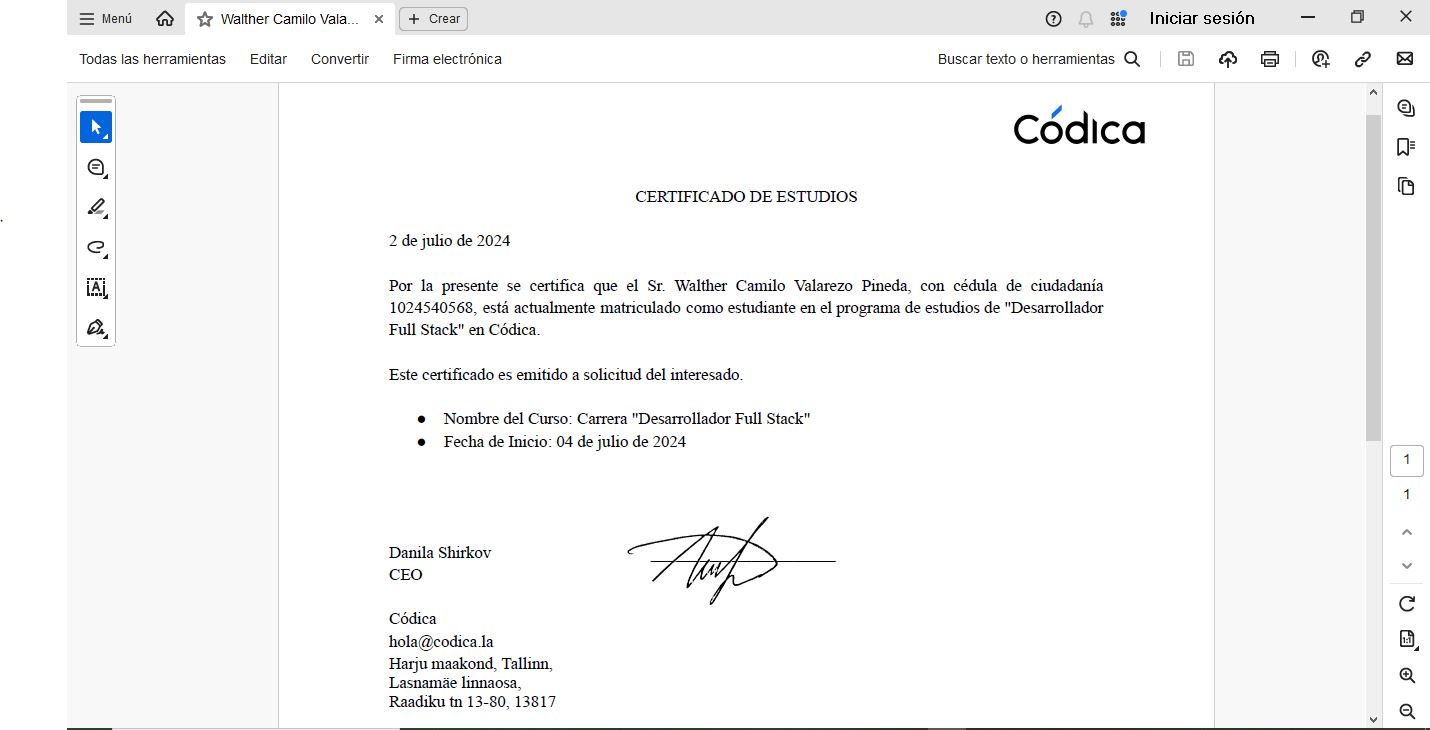 Menú
Walther Camilo Vala...
Crear
Iniciar sesión
Todas las herramientas Editar Convertir Firma electrónica
Buscar texto o herramientas
Códica
CERTIFICADO DE ESTUDIOS
2 de julio de 2024
Por la presente se certifica que el Sr. Walther Camilo Valarezo Pineda, con cédula de ciudadanía
1024540568, está actualmente matriculado como estudiante en el programa de estudios de "Desarrollador
Full Stack" en Códica.
Este certificado es emitido a solicitud del interesado.
● Nombre del Curso: Carrera "Desarrollador Full Stack"
● Fecha de Inicio: 04 de julio de 2024
Danila Shirkov
CEO
Códica
hola@codica.la
Harju maakond, Tallinn,
Lasnamäe linnaosa,
Raadiku tn 13-80, 13817
1
1